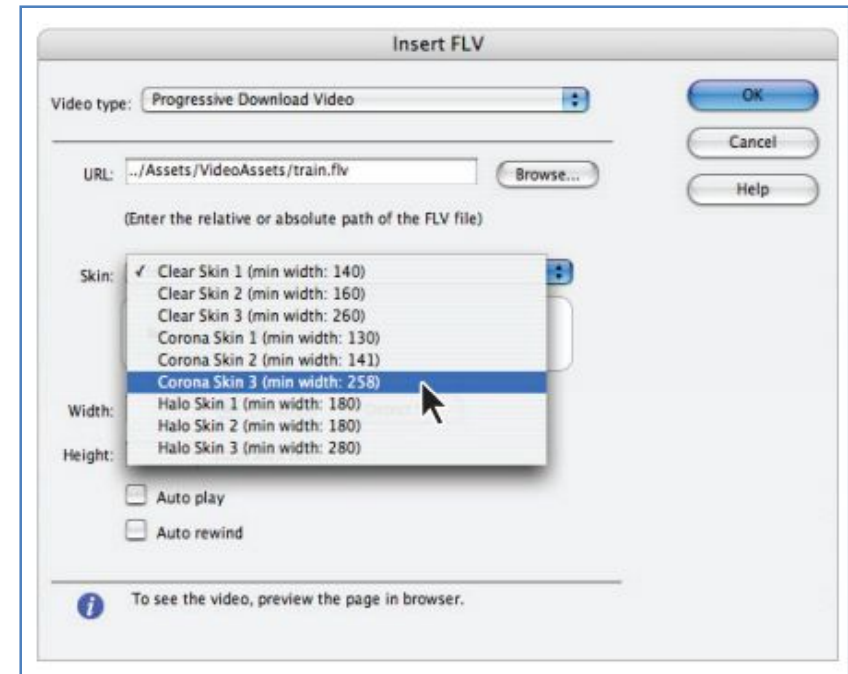 Insert FLV
Video type: Progressive Download Video
OK
Cancel
URL: ../Assets/VideoAssets/train.flv Browse...
Help
(Enter the relative or absolute path of the FLV file)
Skin: ✓ Clear Skin 1 (min width: 140)
Clear Skin 2 (min width: 160)
Clear Skin 3 (min width: 260)
Corona Skin 1 (min width: 130)
Corona Skin 2 (min width: 141)
Corona Skin 3 (min width: 258)
Width: Halo Skin 1 (min width: 180)
Halo Skin 2 (min width: 180)
Height: Halo Skin 3 (min width: 280)
Auto play
Auto rewind
To see the video, preview the page in browser.